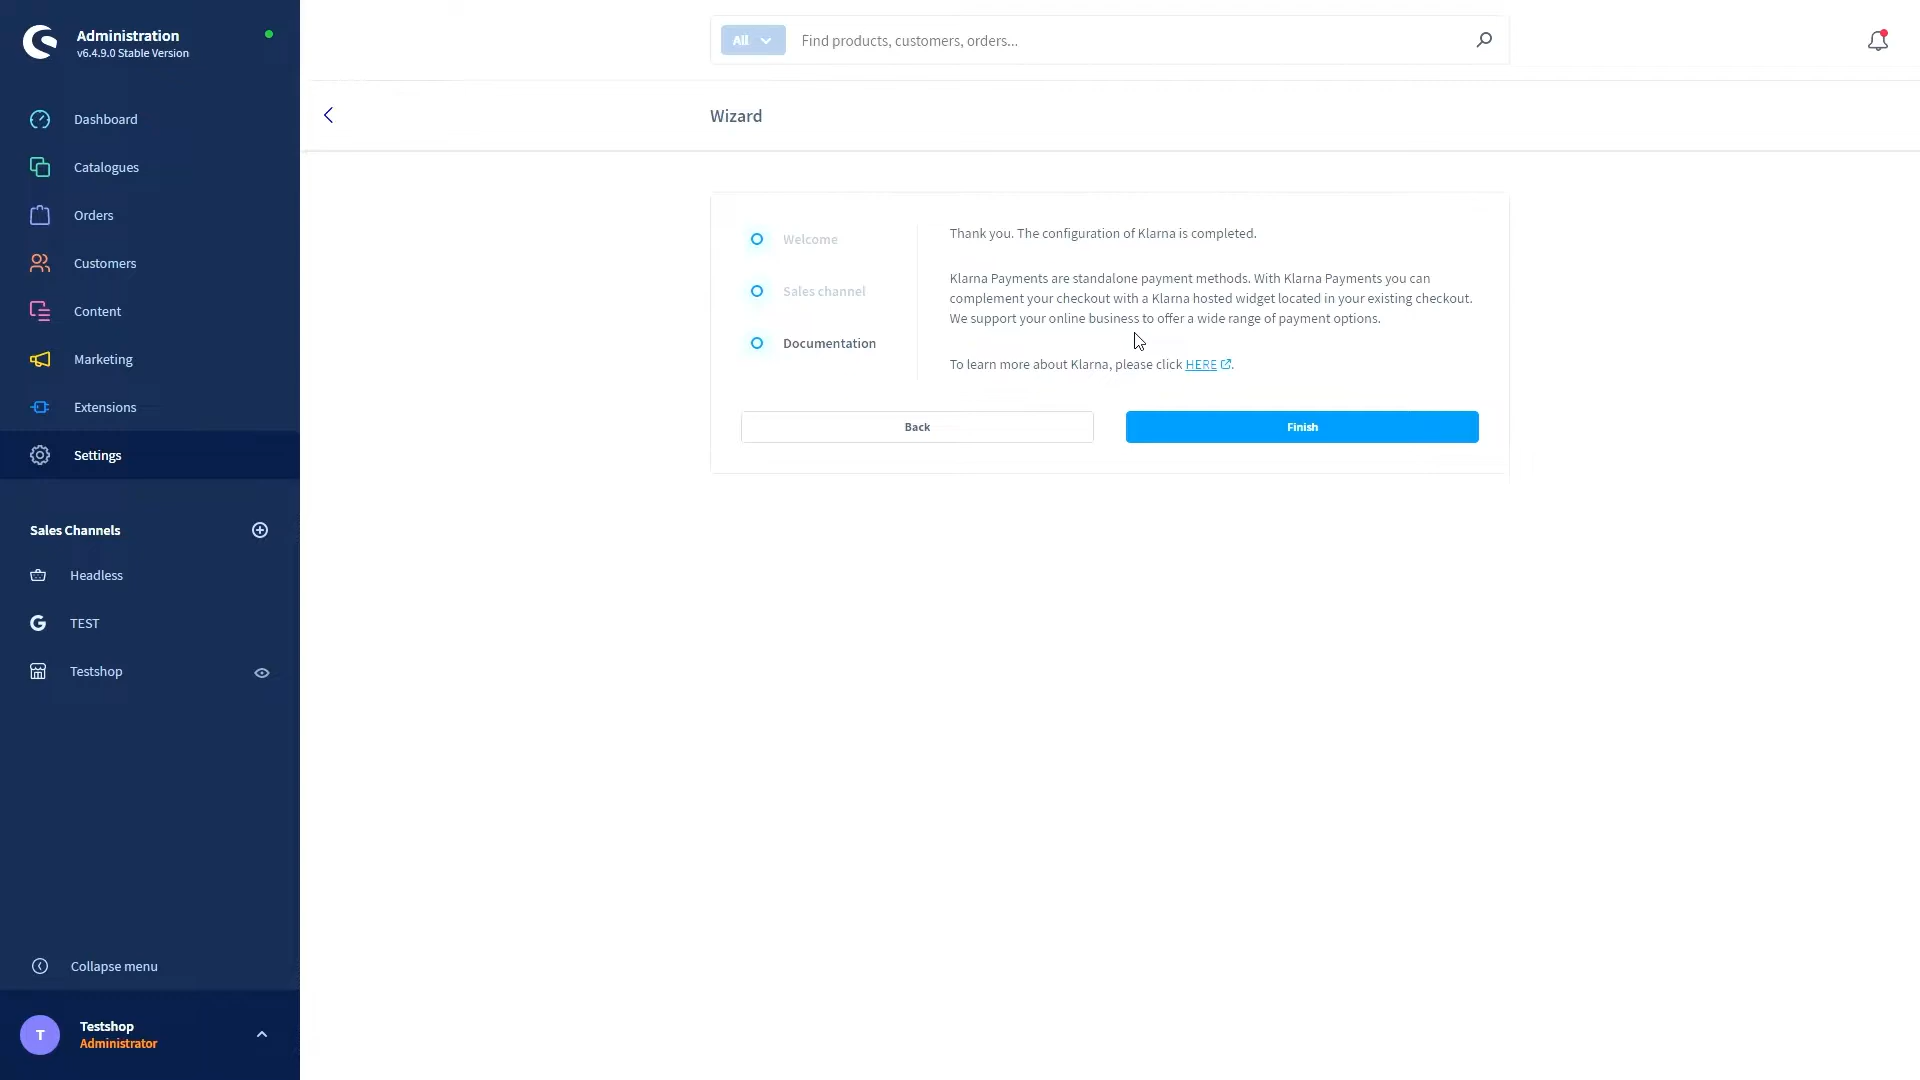 Administration
v6.4.9.0 Stable Version
Dashboard
Catalogues
Orders
Customers
Content
Marketing
Extensions
Settings
Sales Channels
Headless
TEST
Testshop
Collapse menu
T
Testshop
Administrator
All
Find products, customers, orders...
Wizard
Welcome
Sales channel
Documentation
Thank you. The configuration of Klarna is completed.
Klarna Payments are standalone payment methods. With Klarna Payments you can
complement your checkout with a Klarna hosted widget located in your existing checkout.
We support your online business to offer a wide range of payment options.
To learn more about Klarna, please click HERE.
Back
Finish